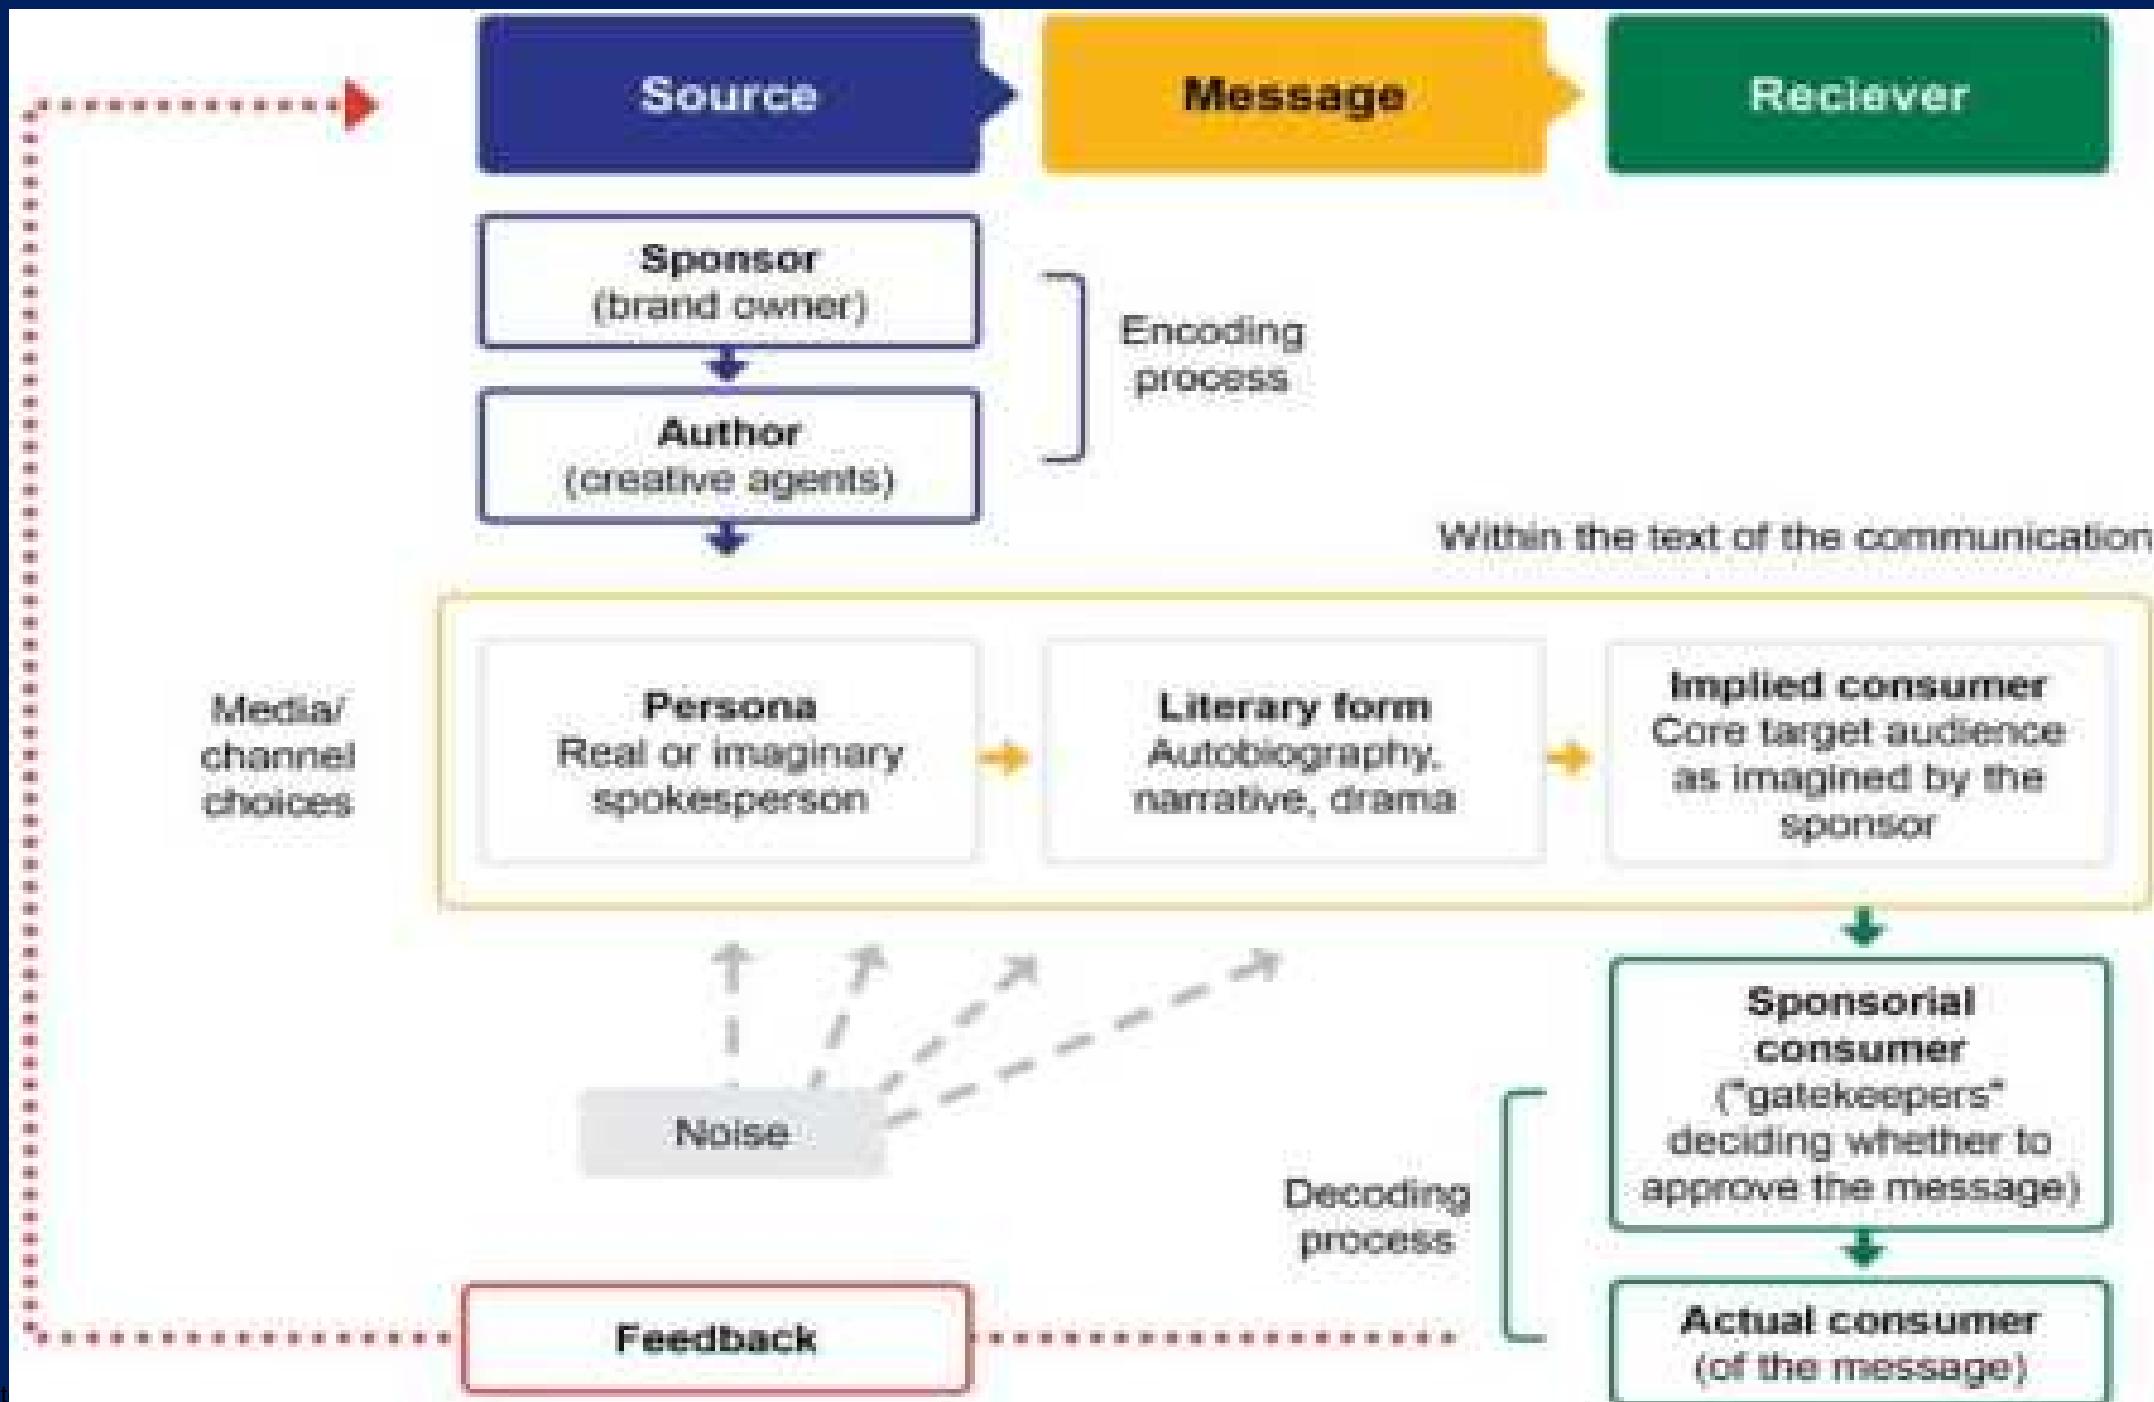 Source
Message
Reciever
Sponsor
(brand owner)
Encoding
process
Author
(creative agents)
Within the text of the communication
Media/
channel
choices
Persona
Real or imaginary
spokesperson
Literary form
Autobiography,
narrative, drama
Implied consumer
Core target audience
as imagined by the
sponsor
Noise
Sponsorial
consumer
("gatekeepers"
deciding whether to
approve the message)
Decoding
process
Feedback
Actual consumer
(of the message)